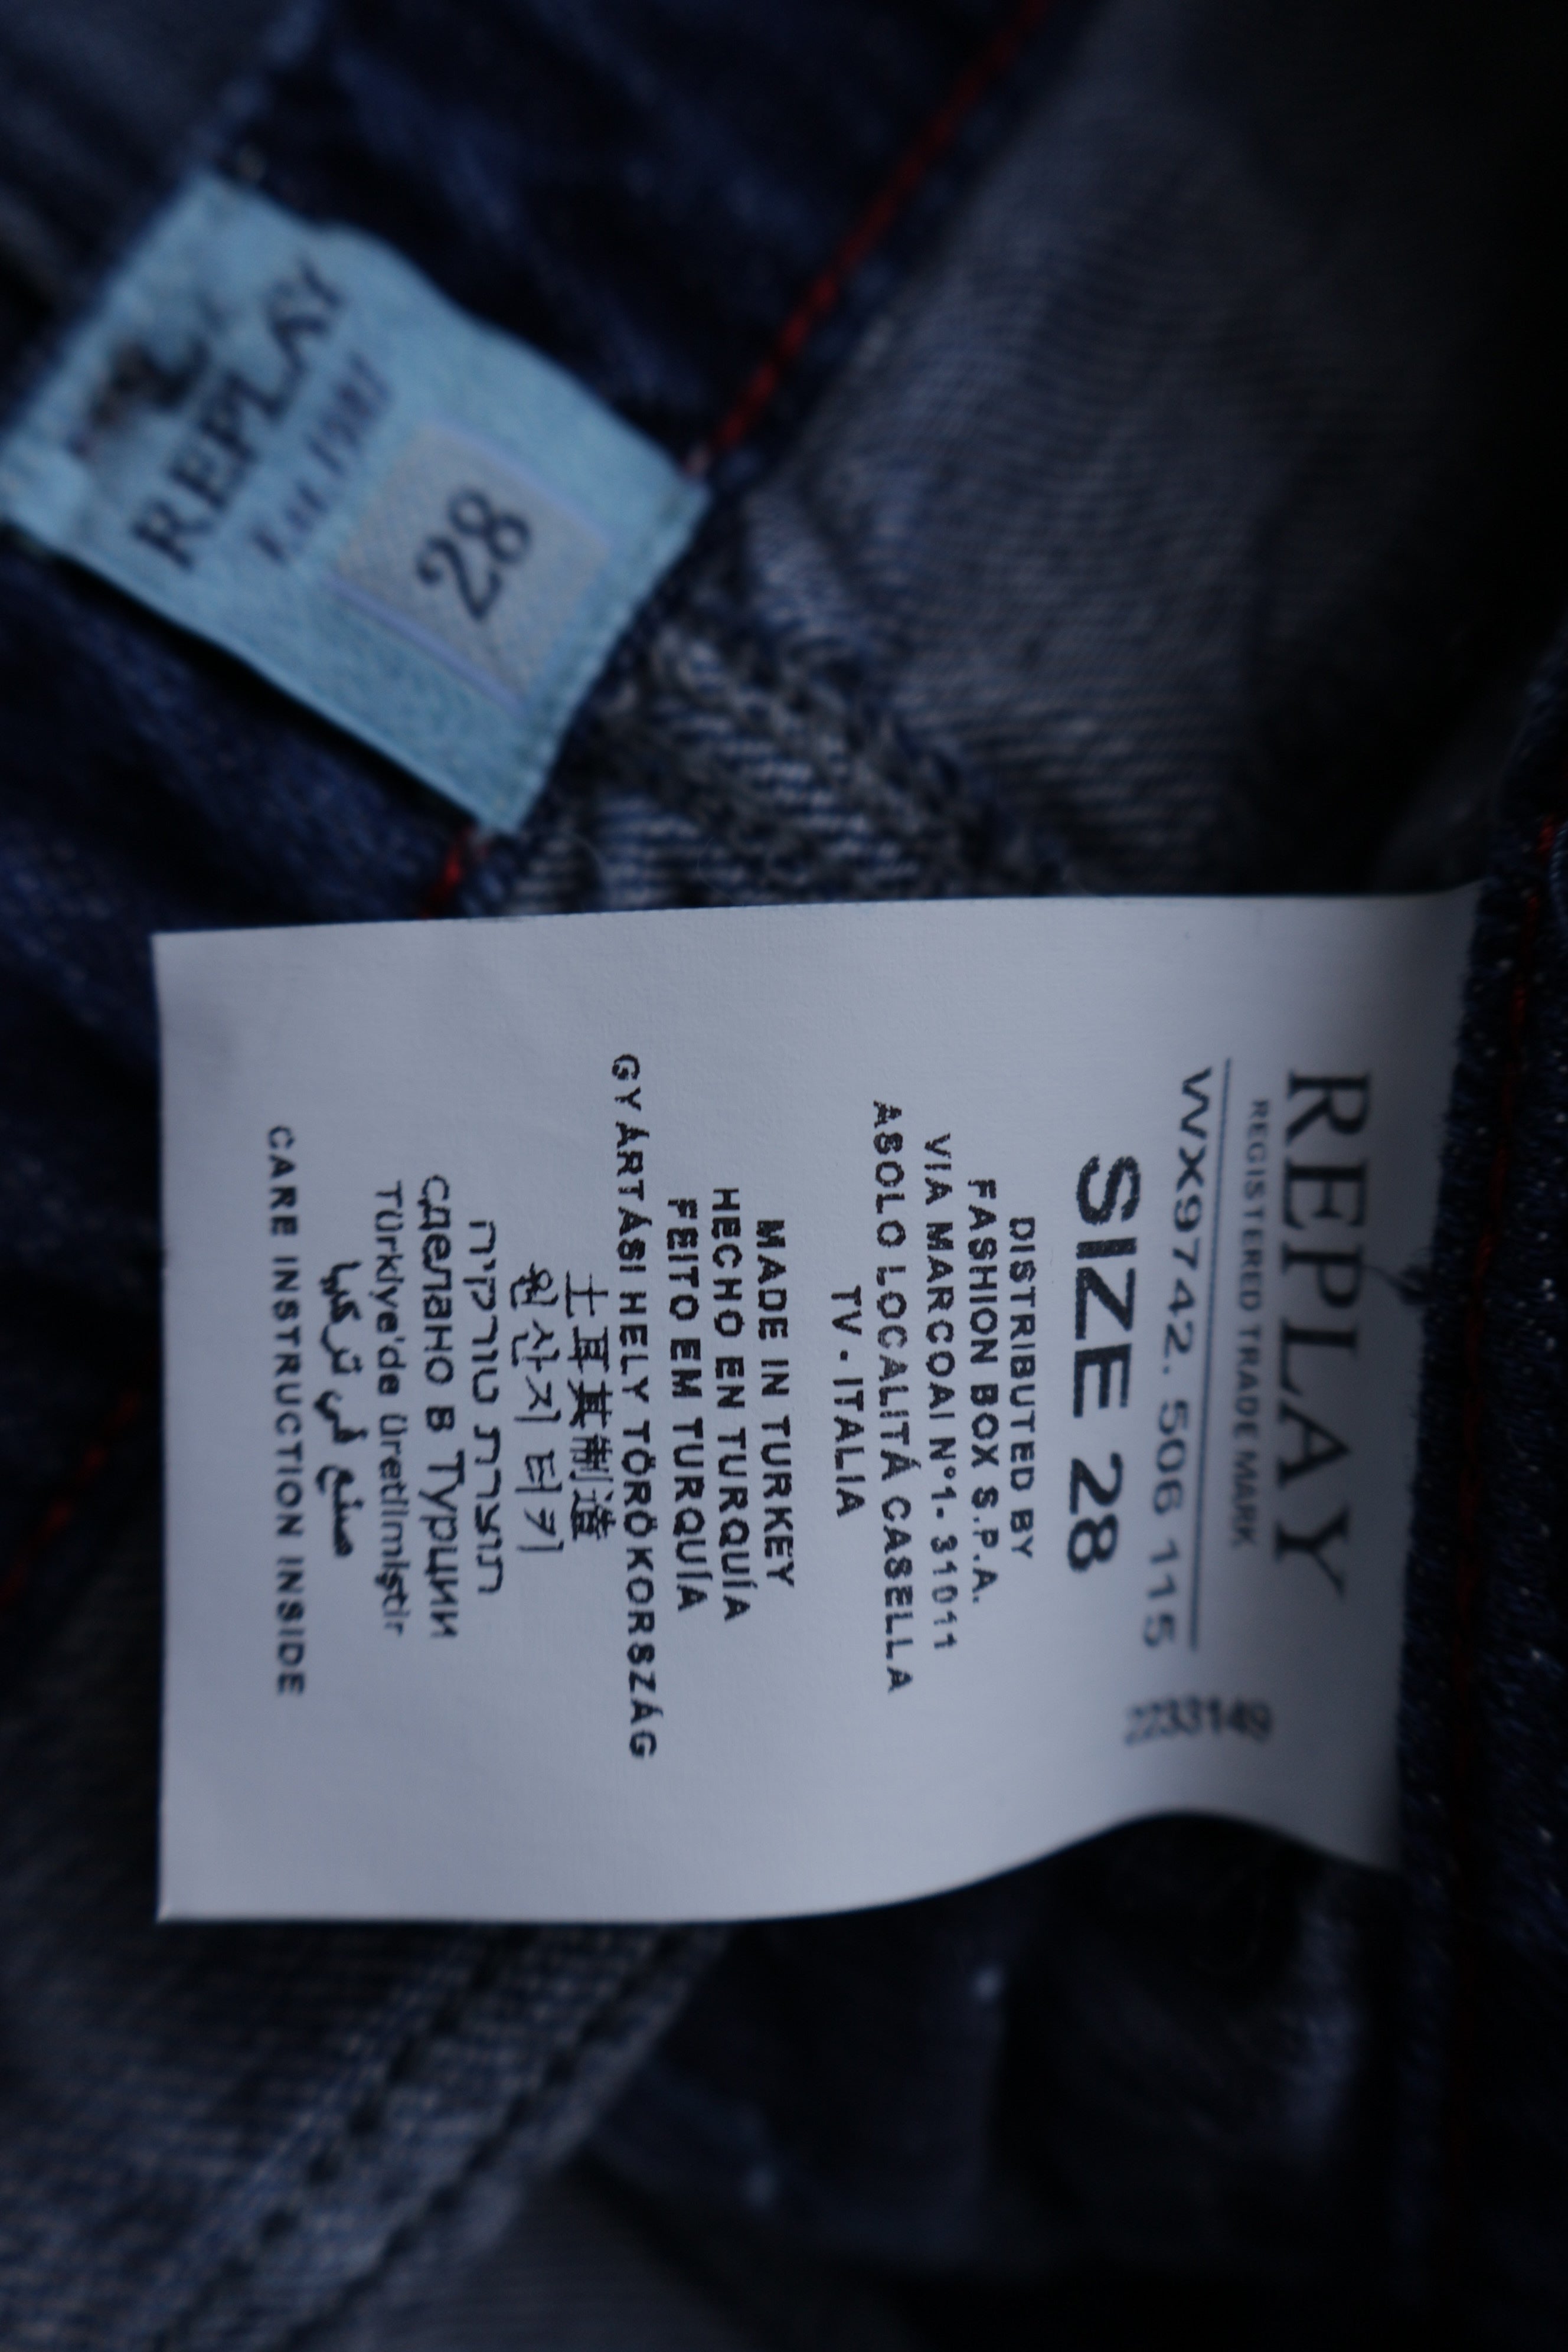 REPLAY
28
REPLAY
REGISTERED TRADE MARK
WX9742. 506 115
2233149
SIZE 28
DISTRIBUTED BY
FASHION BOX S.P.A.
VIA MARCOAI N°1- 31011
ASOLO LOCALITÁ CASELLA
TV - ITALIA
MADE IN TURKEY
HECHO EN TURQUÍA
FEITO EM TURQUÍA
GYÁRTÁSI HELY TÖRÖKORSZÁG
土耳其制造
원산지 터키
תוצרת טורקיה
сделано в Турции
Türkiye'de üretilmiştir
صنع في تركيا
CARE INSTRUCTION INSIDE